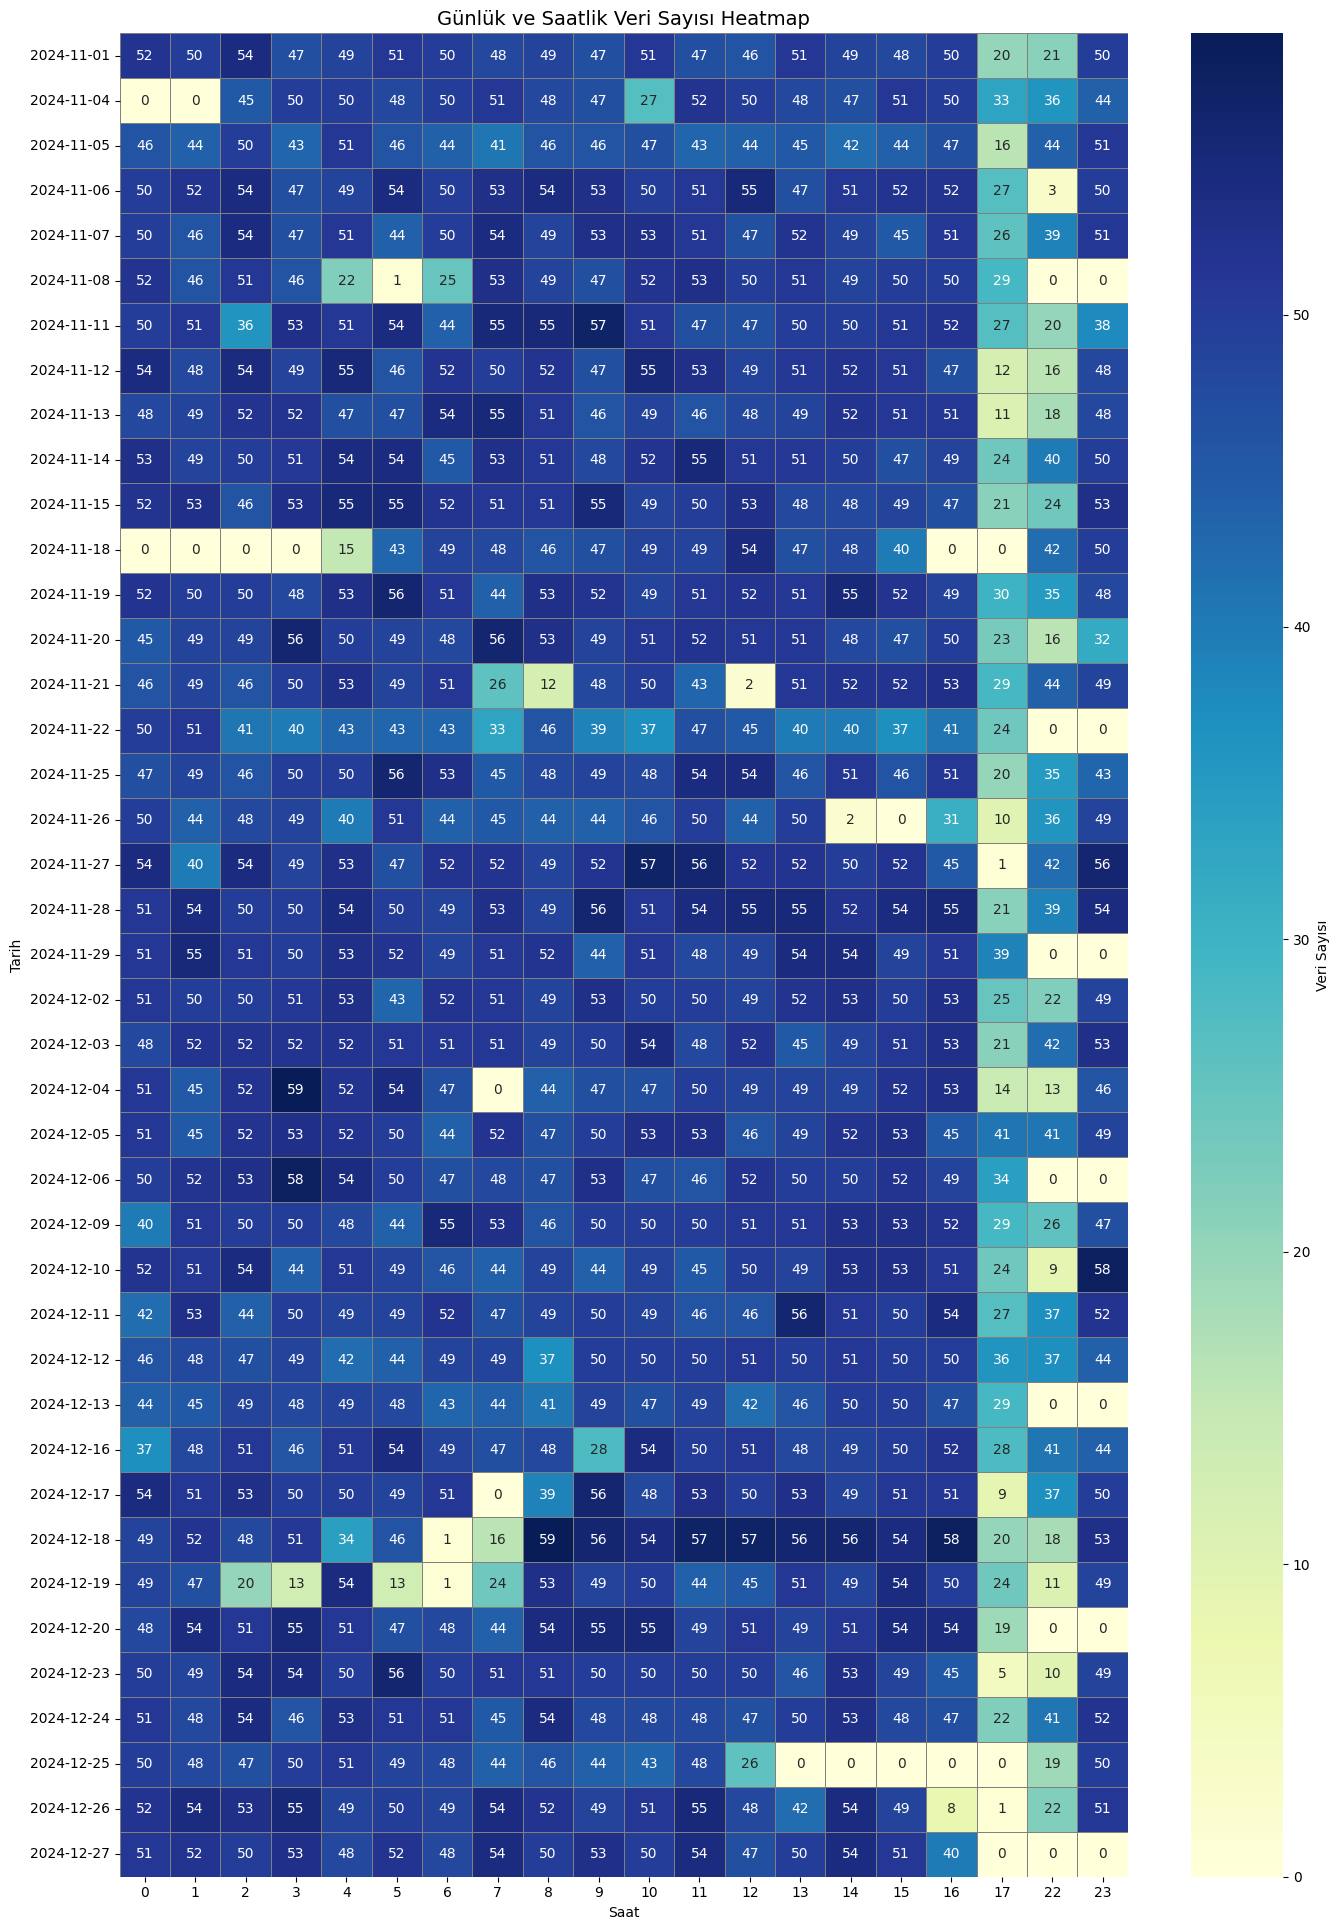 Günlük ve Saatlik Veri Sayısı Heatmap
2024-11-01 52 50 54 47 49 51 50 48 49 47 51 47 46 51 49 48 50 20 21 50
2024-11-04 0 0 45 50 50 48 50 51 48 47 27 52 50 48 47 51 50 33 36 44
2024-11-05 46 44 50 43 51 46 44 41 46 46 47 43 44 45 42 44 47 16 44 51
2024-11-06 50 52 54 47 49 54 50 53 54 53 50 51 55 47 51 52 52 27 3 50
2024-11-07 50 46 54 47 51 44 50 54 49 53 53 51 47 52 49 45 51 26 39 51
2024-11-08 52 46 51 46 22 1 25 53 49 47 52 53 50 51 49 50 50 29 0 0
2024-11-11 50 51 36 53 51 54 44 55 55 57 51 47 47 50 50 51 52 27 20 38
2024-11-12 54 48 54 49 55 46 52 50 52 47 55 53 49 51 52 51 47 12 16 48
2024-11-13 48 49 52 52 47 47 54 55 51 46 49 46 48 49 52 51 51 11 18 48
2024-11-14 53 49 50 51 54 54 45 53 51 48 52 55 51 51 50 47 49 24 40 50
2024-11-15 52 53 46 53 55 55 52 51 51 55 49 50 53 48 48 49 47 21 24 53
2024-11-18 0 0 0 0 15 43 49 48 46 47 49 49 54 47 48 40 0 0 42 50
2024-11-19 52 50 50 48 53 56 51 44 53 52 49 51 52 51 55 52 49 30 35 48
2024-11-20 45 49 49 56 50 49 48 56 53 49 51 52 51 51 48 47 50 23 16 32
2024-11-21 46 49 46 50 53 49 51 26 12 48 50 43 2 51 52 52 53 29 44 49
2024-11-22 50 51 41 40 43 43 43 33 46 39 37 47 45 40 40 37 41 24 0 0
2024-11-25 47 49 46 50 50 56 53 45 48 49 48 54 54 46 51 46 51 20 35 43
2024-11-26 50 44 48 49 40 51 44 45 44 44 46 50 44 50 2 0 31 10 36 49
2024-11-27 54 40 54 49 53 47 52 52 49 52 57 56 52 52 50 52 45 1 42 56
2024-11-28 51 54 50 50 54 50 49 53 49 56 51 54 55 55 52 54 55 21 39 54
2024-11-29 51 55 51 50 53 52 49 51 52 44 51 48 49 54 54 49 51 39 0 0
2024-12-02 51 50 50 51 53 43 52 51 49 53 50 50 49 52 53 50 53 25 22 49
2024-12-03 48 52 52 52 52 51 51 51 49 50 54 48 52 45 49 51 53 21 42 53
2024-12-04 51 45 52 59 52 54 47 0 44 47 47 50 49 49 49 52 53 14 13 46
2024-12-05 51 45 52 53 52 50 44 52 47 50 53 53 46 49 52 53 45 41 41 49
2024-12-06 50 52 53 58 54 50 47 48 47 53 47 46 52 50 50 52 49 34 0 0
2024-12-09 40 51 50 50 48 44 55 53 46 50 50 50 51 51 53 53 52 29 26 47
2024-12-10 52 51 54 44 51 49 46 44 49 44 49 45 50 49 53 53 51 24 9 58
2024-12-11 42 53 44 50 49 49 52 47 49 50 49 46 46 56 51 50 54 27 37 52
2024-12-12 46 48 47 49 42 44 49 49 37 50 50 50 51 50 51 50 50 36 37 44
2024-12-13 44 45 49 48 49 48 43 44 41 49 47 49 42 46 50 50 47 29 0 0
2024-12-16 37 48 51 46 51 54 49 47 48 28 54 50 51 48 49 50 52 28 41 44
2024-12-17 54 51 53 50 50 49 51 0 39 56 48 53 50 53 49 51 51 9 37 50
2024-12-18 49 52 48 51 34 46 1 16 59 56 54 57 57 56 56 54 58 20 18 53
2024-12-19 49 47 20 13 54 13 1 24 53 49 50 44 45 51 49 54 50 24 11 49
2024-12-20 48 54 51 55 51 47 48 44 54 55 55 49 51 49 51 54 54 19 0 0
2024-12-23 50 49 54 54 50 56 50 51 51 50 50 50 50 46 53 49 45 5 10 49
2024-12-24 51 48 54 46 53 51 51 45 54 48 48 48 47 50 53 48 47 22 41 52
2024-12-25 50 48 47 50 51 49 48 44 46 44 43 48 26 0 0 0 0 0 19 50
2024-12-26 52 54 53 55 49 50 49 54 52 49 51 55 48 42 54 49 8 1 22 51
2024-12-27 51 52 50 53 48 52 48 54 50 53 50 54 47 50 54 51 40 0 0 0
0 1 2 3 4 5 6 7 8 9 10 11 12 13 14 15 16 17 22 23
Saat
Tarih
50
40
30
20
10
0
Veri Sayısı